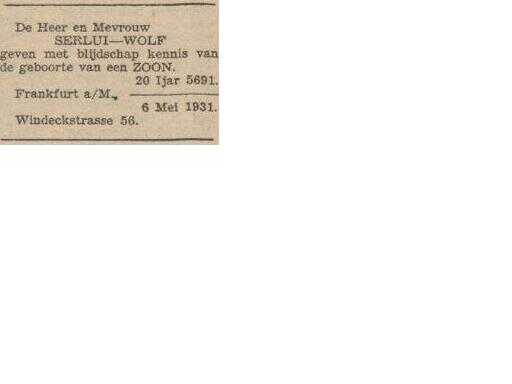 De Heer en Mevrouw
SERLUI—WOLF
geven met blijdschap kennis van
de geboorte van een ZOON.
20 Ijar 5691.
Frankfurt a/M.,
6 Mei 1931.
Windeckstrasse 56.